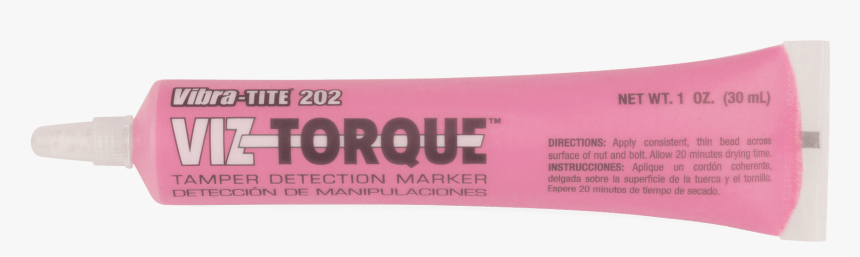 Vibra-TITE 202
VIZ-TORQUE™
TAMPER DETECTION MARKER
DETECCIÓN DE MANIPULACIONES
NET WT. 1 OZ. (30 mL)
DIRECTIONS: Apply consistent, thin bead across
surface of nut and bolt. Allow 20 minutes drying time.
INSTRUCCIONES: Aplique un cordón coherente,
delgada sobre la superficie de la tuerca y el tornillo.
Espere 20 minutos de tiempo de secado.